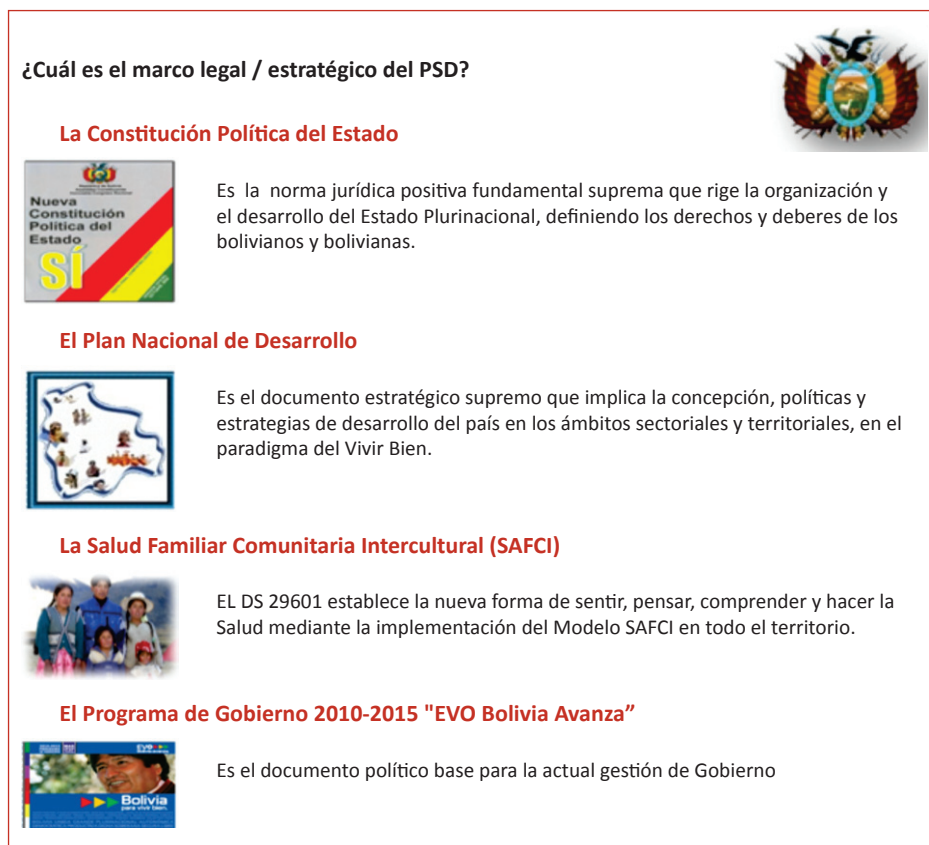 ¿Cuál es el marco legal / estratégico del PSD?
La Constitución Política del Estado
Nueva
Constitución
Política del
Estado
SÍ
Es la norma jurídica positiva fundamental suprema que rige la organización y
el desarrollo del Estado Plurinacional, definiendo los derechos y deberes de los
bolivianos y bolivianas.
El Plan Nacional de Desarrollo
Es el documento estratégico supremo que implica la concepción, políticas y
estrategias de desarrollo del país en los ámbitos sectoriales y territoriales, en el
paradigma del Vivir Bien.
La Salud Familiar Comunitaria Intercultural (SAFCI)
EL DS 29601 establece la nueva forma de sentir, pensar, comprender y hacer la
Salud mediante la implementación del Modelo SAFCI en todo el territorio.
El Programa de Gobierno 2010-2015 "EVO Bolivia Avanza”
EVO
Bolivia
para vivir bien.
Es el documento político base para la actual gestión de Gobierno